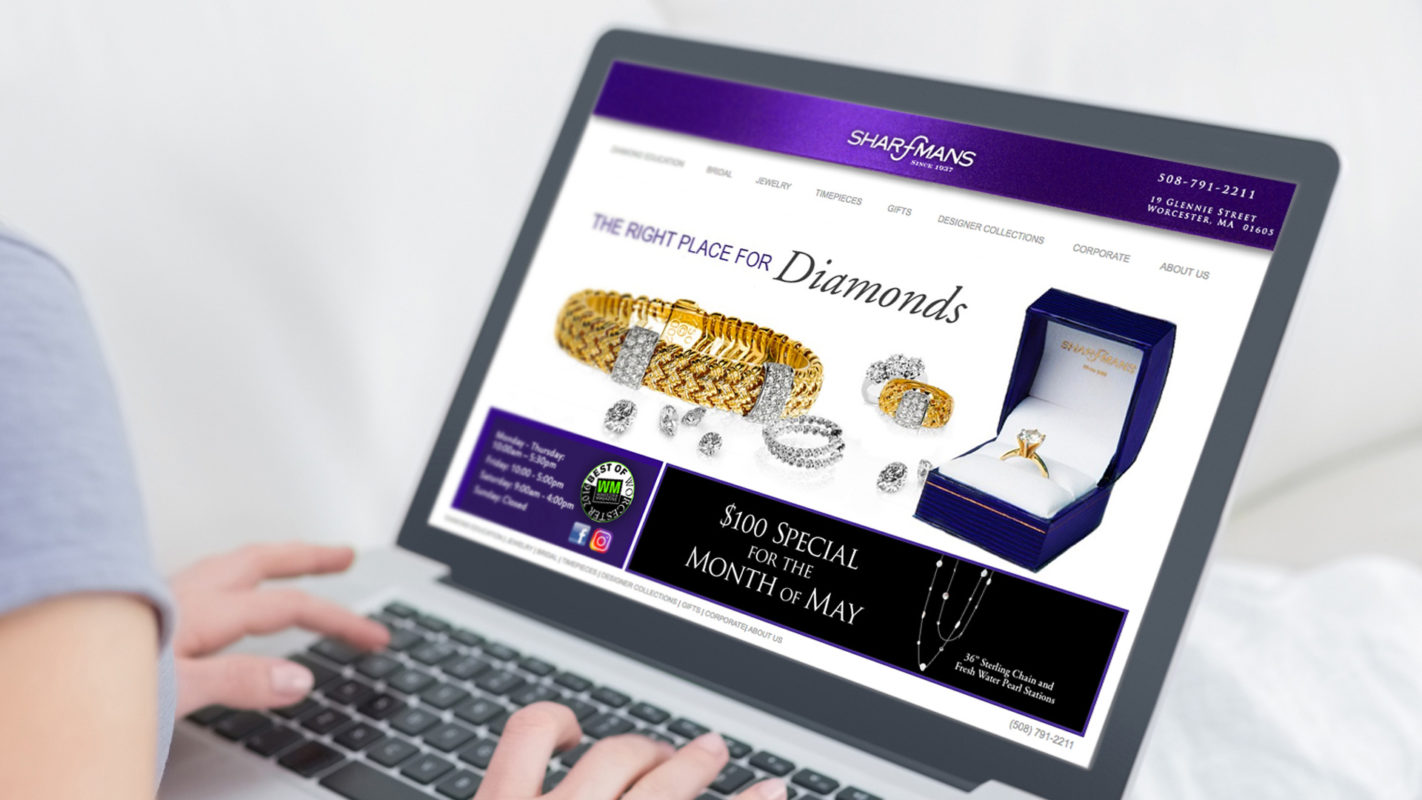 SHARFMANS
SINCE 1937
508-791-2211
19 GLENNIE STREET
WORCESTER, MA 01605
DIAMOND EDUCATION BRIDAL JEWELRY TIMEPIECES GIFTS DESIGNER COLLECTIONS CORPORATE ABOUT US
THE RIGHT PLACE FOR Diamonds
SHARFMANS
Monday - Thursday:
10:00am - 5:30pm
Friday: 10:00 - 5:00pm
Saturday: 9:00am - 4:00pm
Sunday: Closed
BEST OF
WM
WORCESTER
2016
f
$100 SPECIAL
FOR THE
MONTH OF MAY
36" Sterling Chain and
Fresh Water Pearl Stations
DIAMOND EDUCATION | JEWELRY | BRIDAL | TIMEPIECES | DESIGNER COLLECTIONS | GIFTS | CORPORATE| ABOUT US
(508) 791-2211